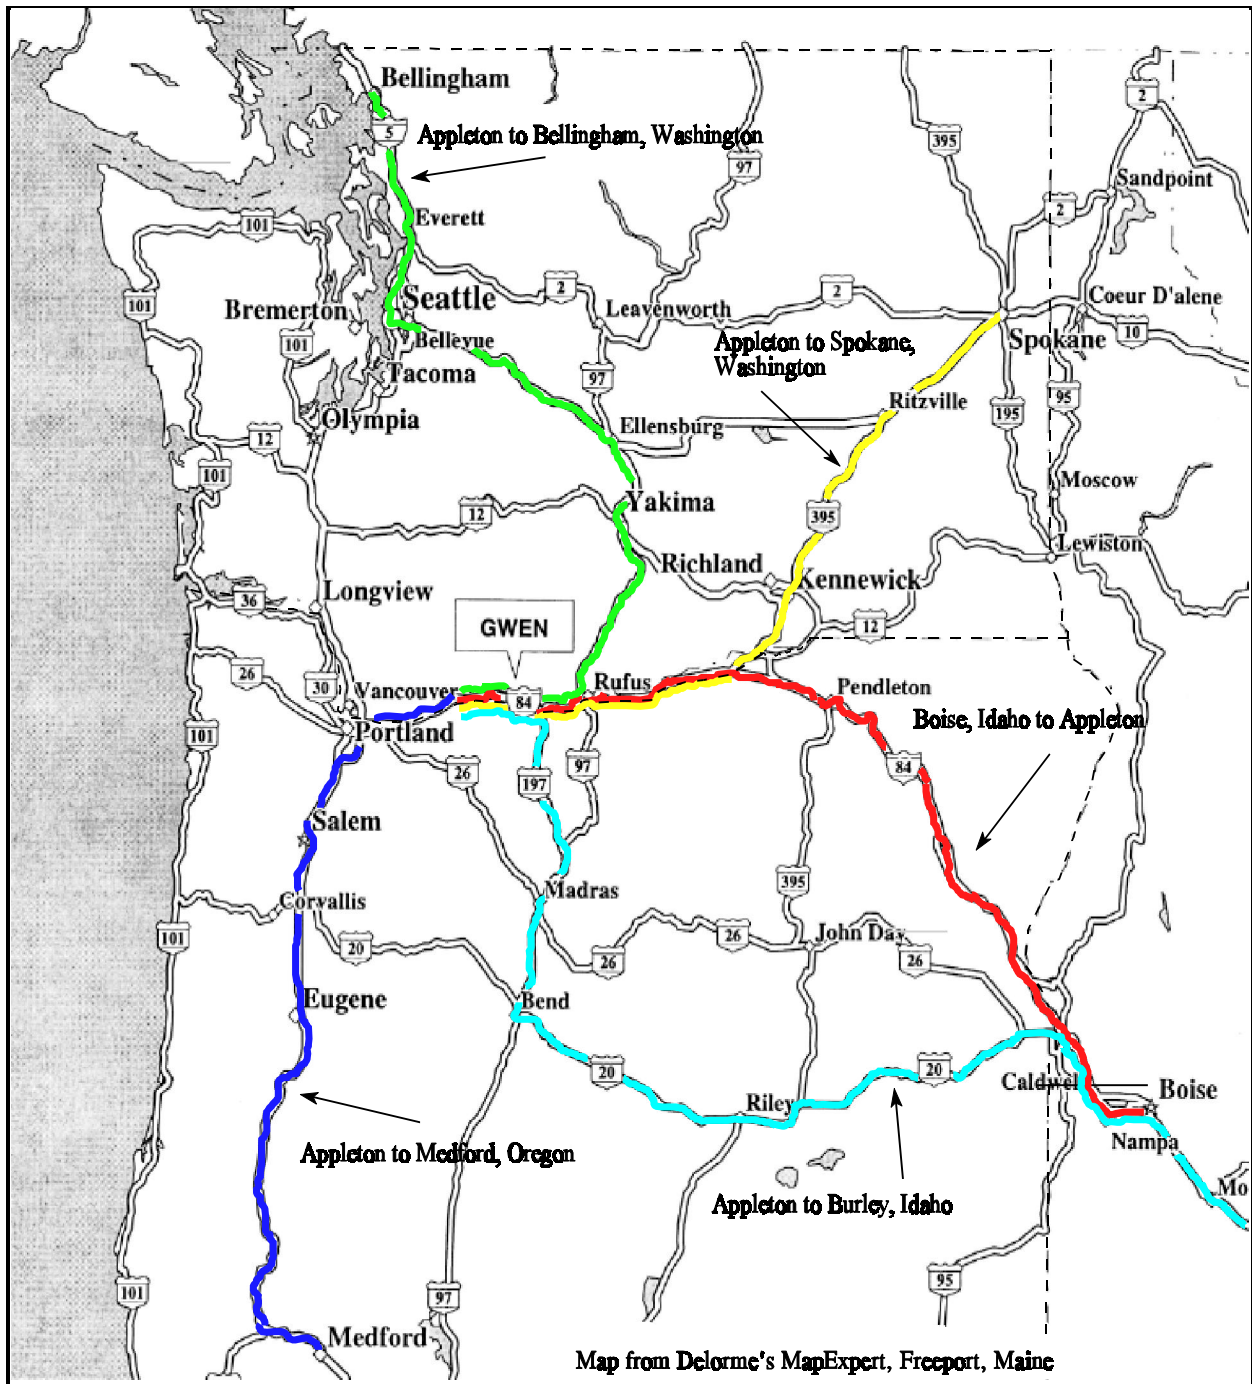 Bellingham
2
5
Appleton to Bellingham, Washington
395
97
Sandpoint
2
Everett
101
2
2
Seattle
Coeur D'alene
101
Bremerton
Leavenworth
10
Bellevue
Appleton to Spokane,
Washington
Spokane
101
Tacoma
97
95
Ritzville
195
Olympia
Ellensburg
12
101
Moscow
Yakima
12
395
Lewiston
Richland
Kennewick
Longview
36
12
GWEN
26
30
Vancouver
Rufus
Pendleton
84
Boise, Idaho to Appleton
101
Portland
26
97
84
197
Salem
395
Madras
Corvallis
101
20
26
John Day
26
26
Eugene
Bend
20
20
Caldwell
Boise
Riley
Nampa
Appleton to Medford, Oregon
Mo
Appleton to Burley, Idaho
101
97
95
Medford
Map from Delorme's MapExpert, Freeport, Maine